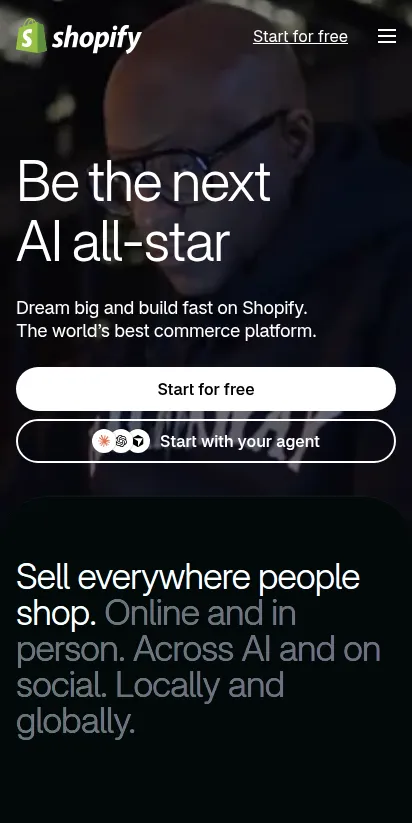 shopify
Start for free
Be the next
AI all-star
Dream big and build fast on Shopify.
The world’s best commerce platform.
Start for free
Start with your agent
Sell everywhere people
shop. Online and in
person. Across AI and on
social. Locally and
globally.